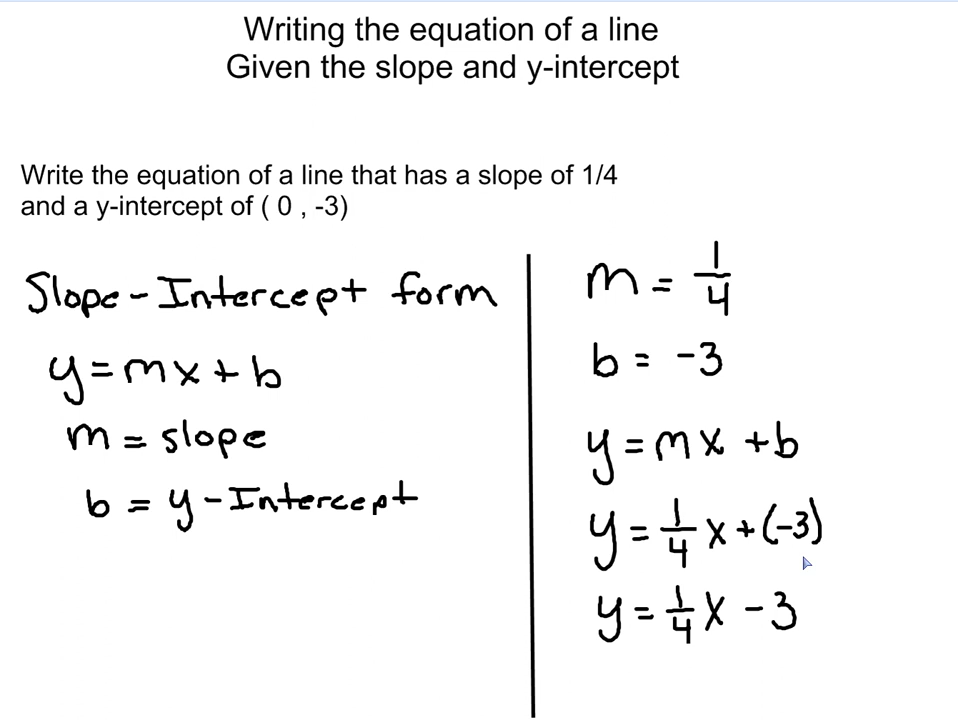 Writing the equation of a line
Given the slope and y-intercept
Write the equation of a line that has a slope of 1/4
and a y-intercept of ( 0 , -3)
Slope-Intercept form
y = mx + b
m = slope
b = y-Intercept
m = 1/4
b = -3
y = mx + b
y = 1/4 x + (-3)
y = 1/4 x - 3